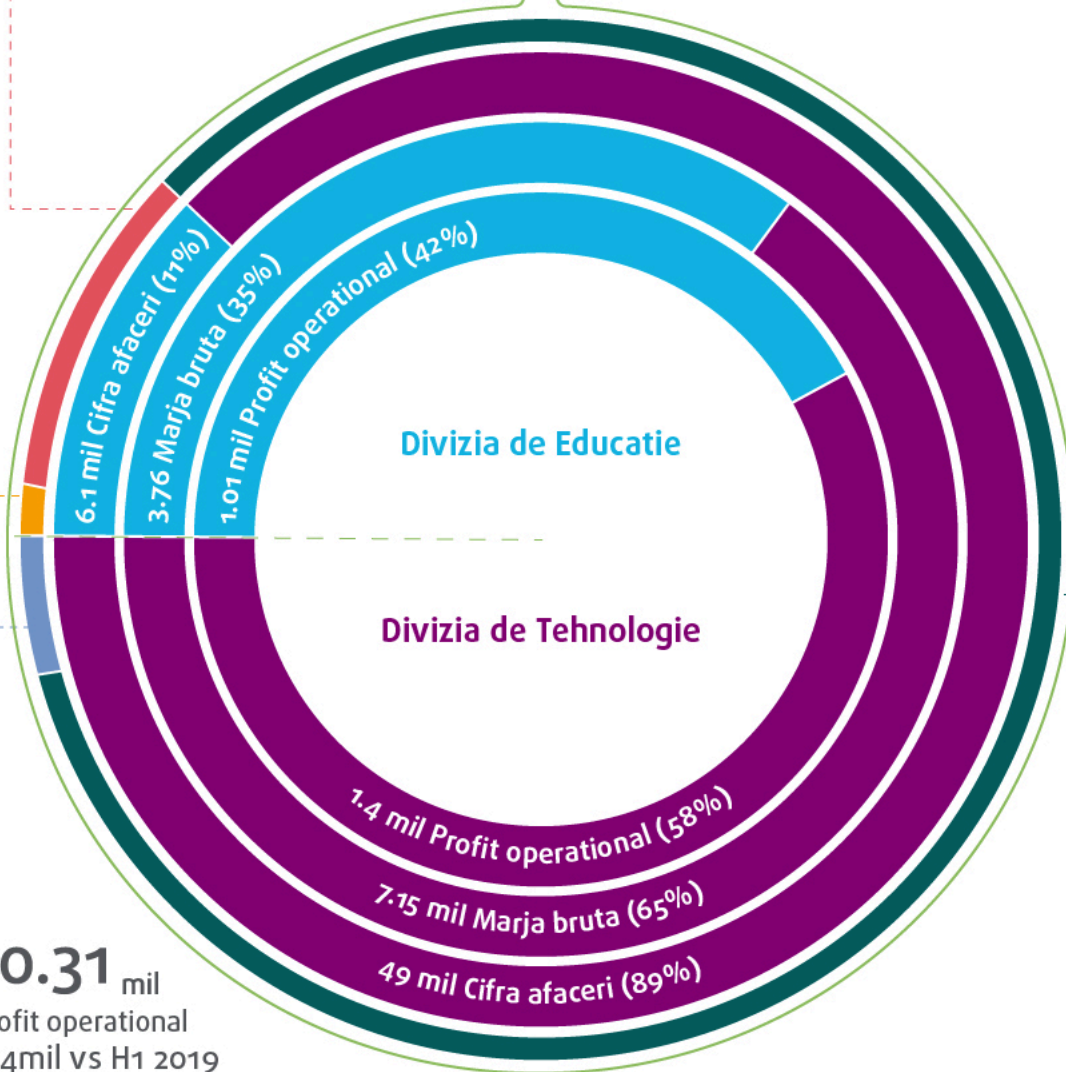 6.1 mil Cifra afaceri (11%)
3.76 Marja bruta (35%)
1.01 mil Profit operational (42%)
Divizia de Educatie
Divizia de Tehnologie
1.4 mil Profit operational (58%)
7.15 mil Marja bruta (65%)
49 mil Cifra afaceri (89%)
0.31 mil
ofit operational
4mil vs H1 2019